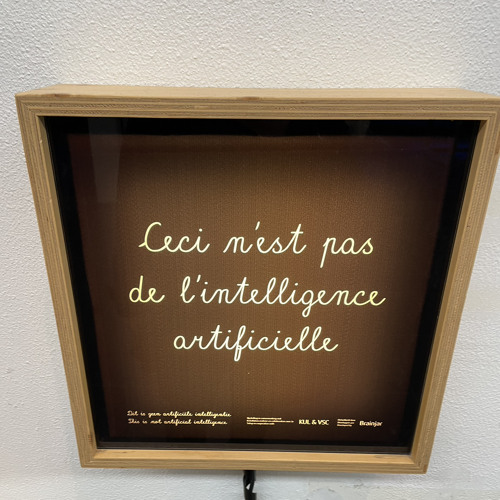 Ceci n'est pas
de l'intelligence
artificielle
Dit is geen artificiële intelligentie.
This is not artificial intelligence.
KUL & VSC
Brainjar